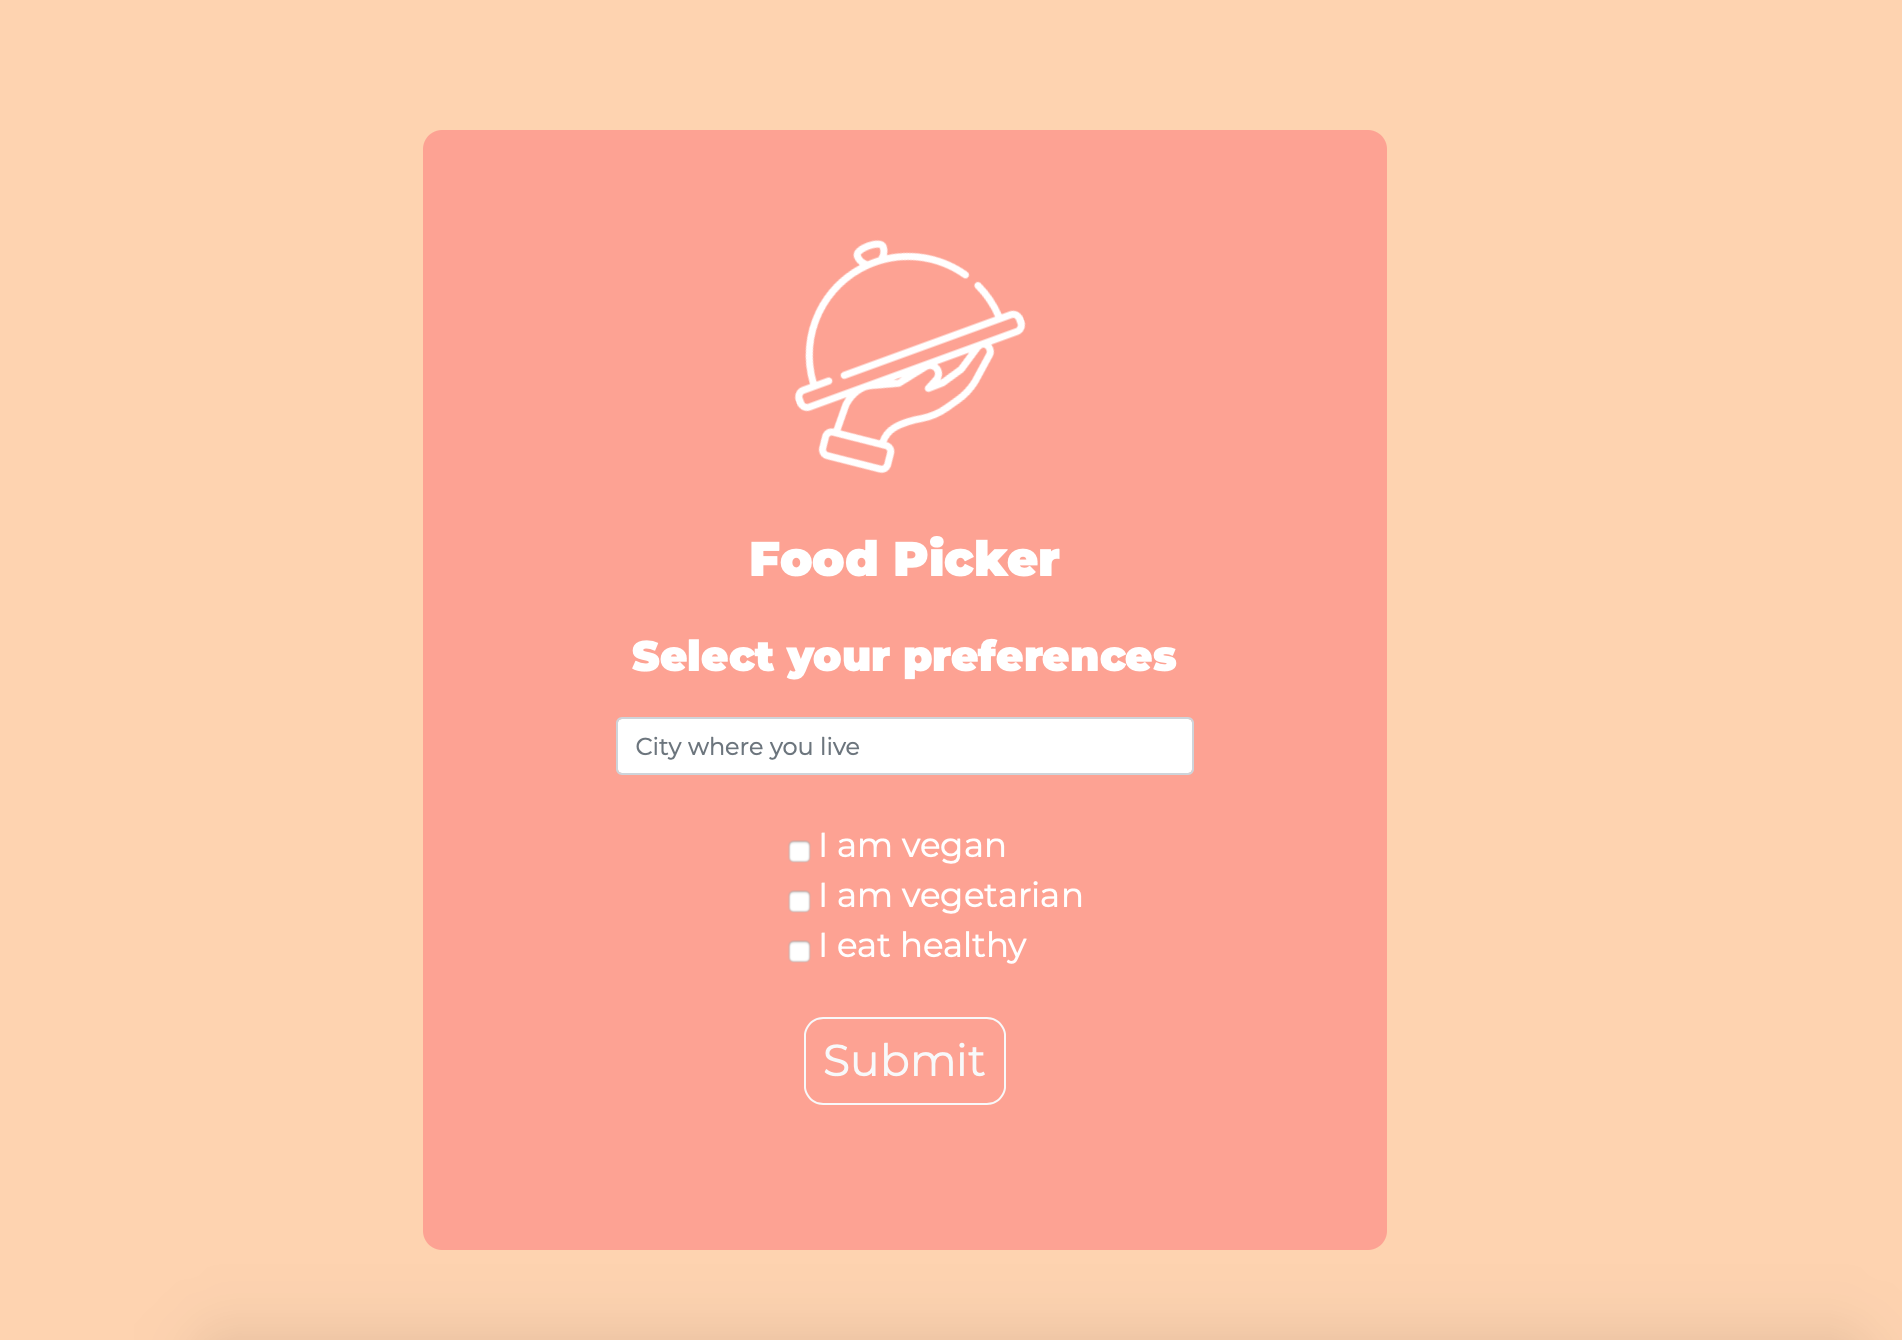 Food Picker
Select your preferences
City where you live
I am vegan
I am vegetarian
I eat healthy
Submit